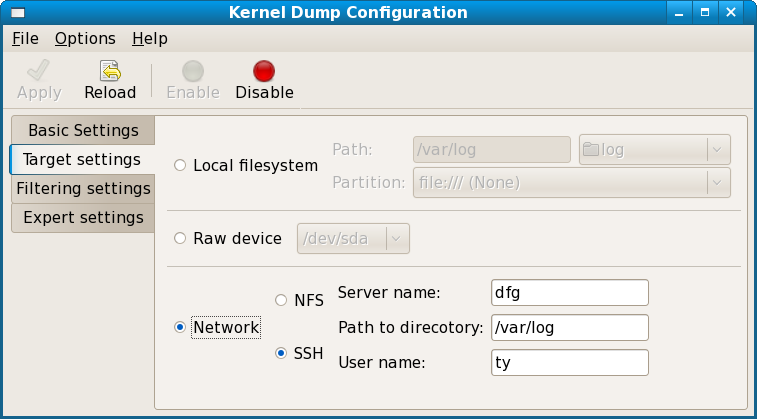 Kernel Dump Configuration
File Options Help
Apply Reload Enable Disable
Basic Settings
Target settings
Filtering settings
Expert settings
Local filesystem
Path: /var/log log
Partition: file:/// (None)
Raw device /dev/sda
Network
NFS
SSH
Server name: dfg
Path to direcotory: /var/log
User name: ty